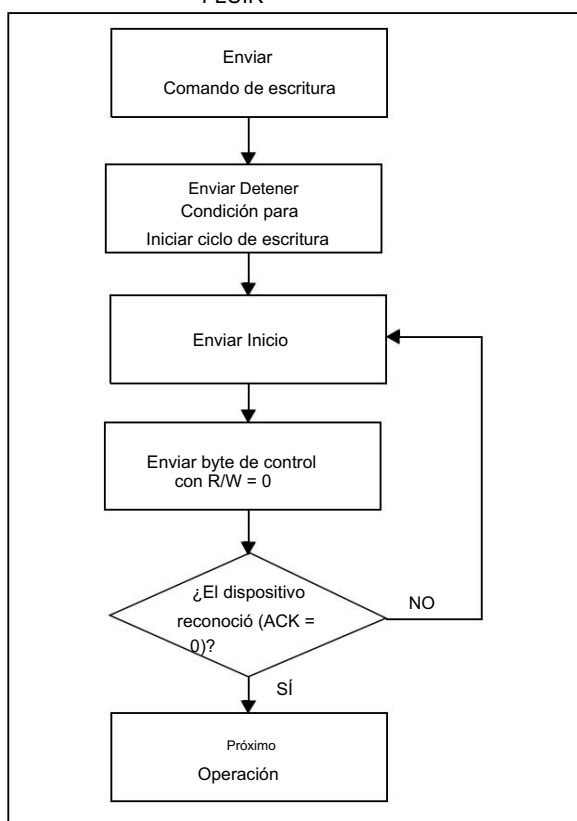 FLUIR
Enviar
Comando de escritura
Enviar Detener
Condición para
Iniciar ciclo de escritura
Enviar Inicio
Enviar byte de control
con R/W = 0
¿El dispositivo
reconoció (ACK =
0)?
NO
SÍ
Próximo
Operación